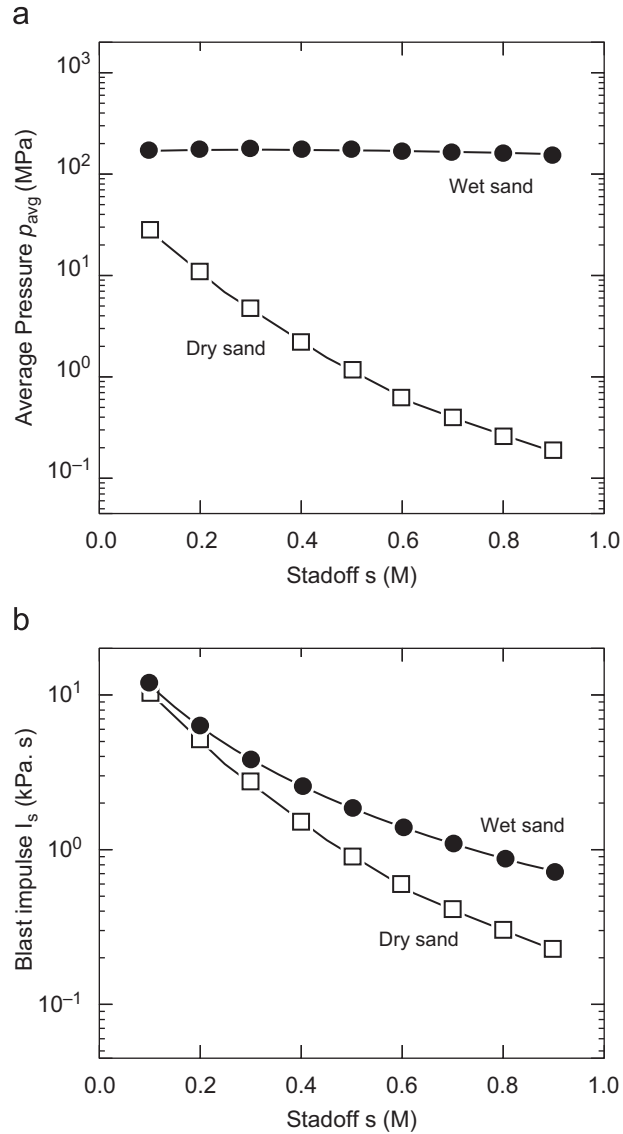 a
10³
10²
10¹
10⁰
10⁻¹
Average Pressure p_avg (MPa)
Wet sand
Dry sand
0.0 0.2 0.4 0.6 0.8 1.0
Stadoff s (M)
b
10¹
10⁰
10⁻¹
Blast impulse I_s (kPa. s)
Wet sand
Dry sand
0.0 0.2 0.4 0.6 0.8 1.0
Stadoff s (M)